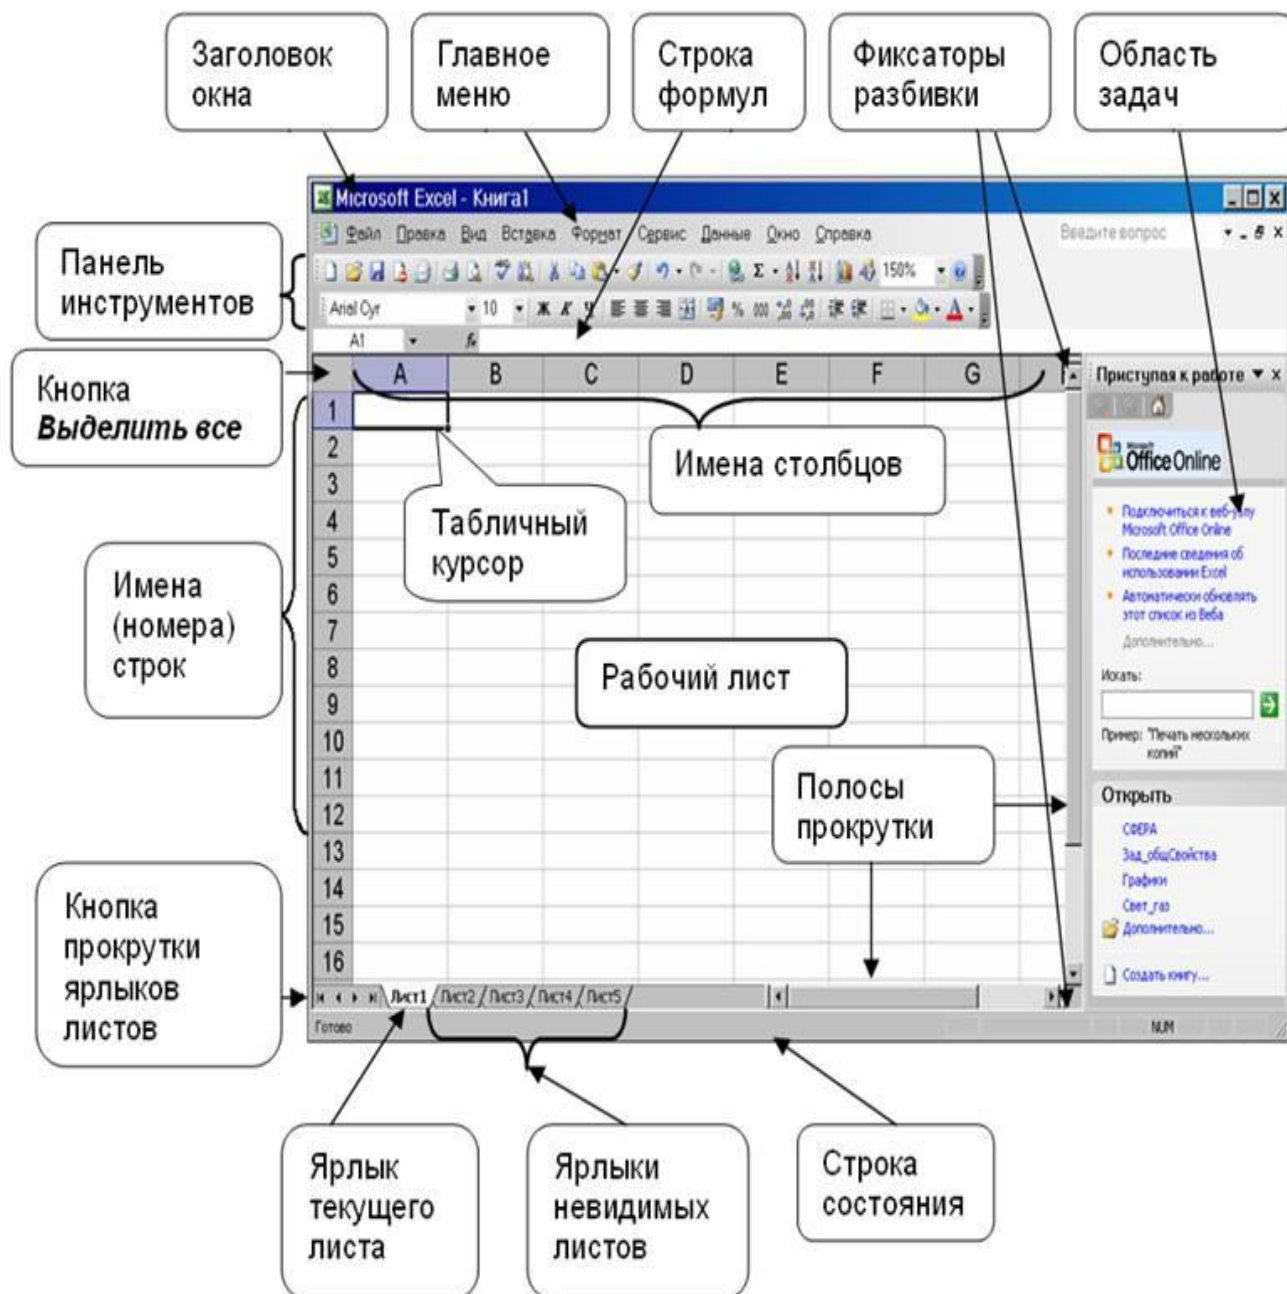 Заголовок
окна
Главное
меню
Строка
формул
Фиксаторы
разбивки
Область
задач
Microsoft Excel - Книга1
Файл Правка Вид Вставка Формат Сервис Данные Окно Справка
Введите вопрос
Панель
инструментов
150%
Arial Cyr 10 Ж К Ч % 000
A1 fx
Кнопка
Выделить все
A B C D E F G
Приступая к работе
1
2
3
4
5
6
7
8
9
10
11
12
13
14
15
16
Имена столбцов
Табличный
курсор
Имена
(номера)
строк
Рабочий лист
Полосы
прокрутки
Microsoft
Office Online
Подключиться к веб-узлу
Microsoft Office Online
Последние сведения об
использовании Excel
Автоматически обновлять
этот список из Веба
Дополнительно...
Искать:
Пример: "Печать нескольких
копий"
Открыть
СФЕРА
Зад_общСвойства
Графики
Свет_газ
Дополнительно...
Создать книгу...
Кнопка
прокрутки
ярлыков
листов
Лист1 Лист2 Лист3 Лист4 Лист5
Готово
NUM
Ярлык
текущего
листа
Ярлыки
невидимых
листов
Строка
состояния